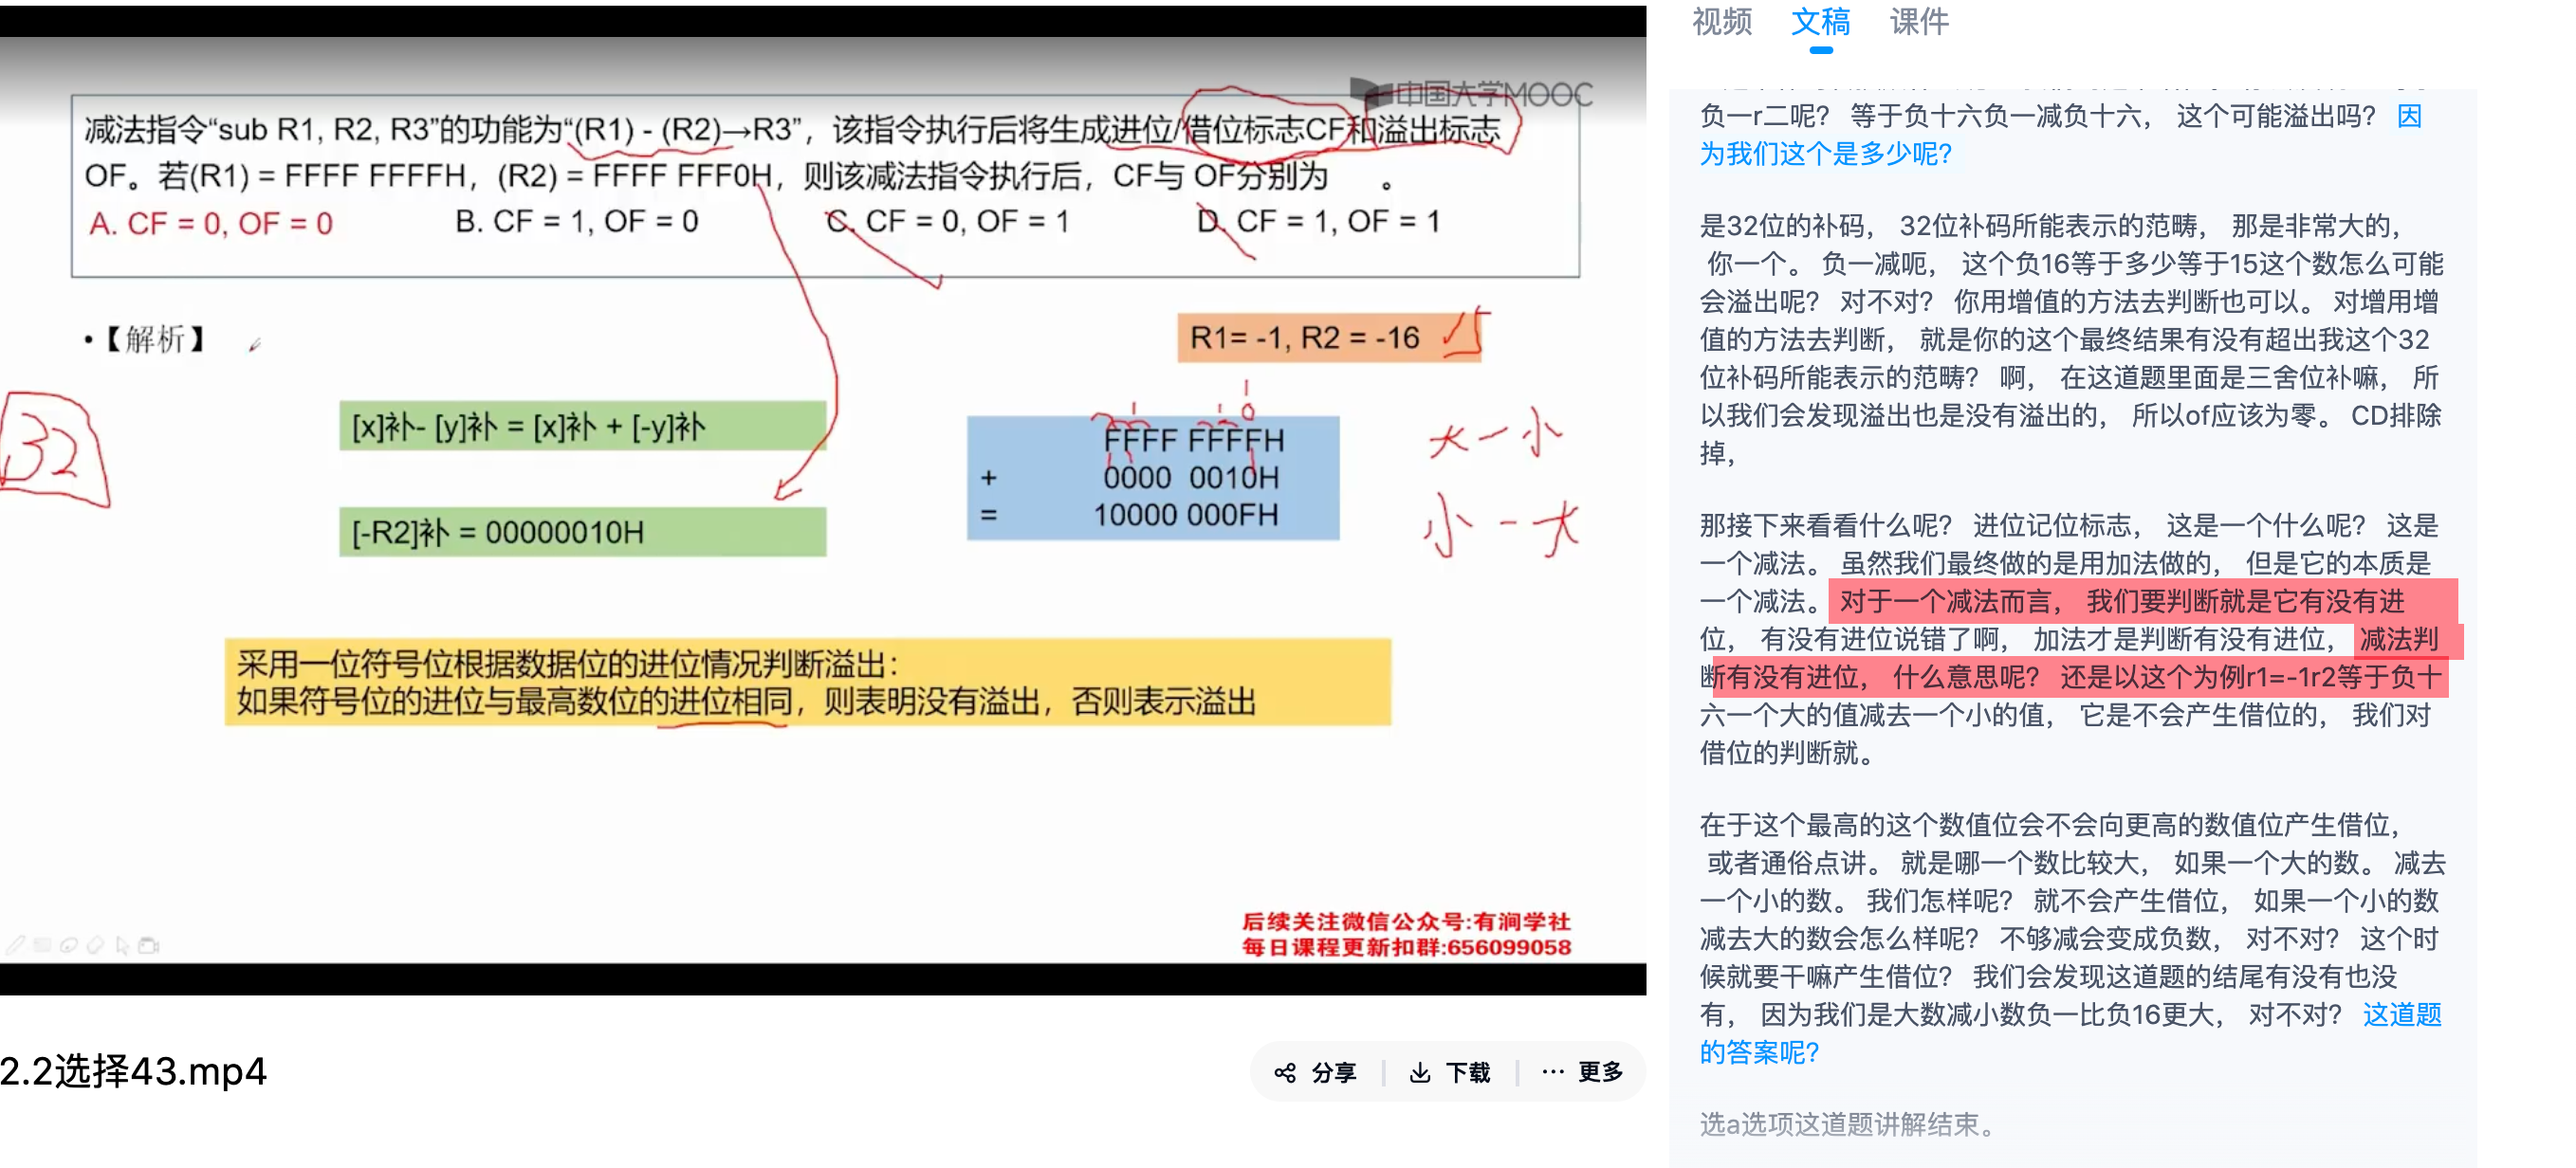 中国大学MOOC
减法指令“sub R1, R2, R3”的功能为“(R1) - (R2)→R3”，该指令执行后将生成进位/借位标志CF和溢出标志
OF。若(R1) = FFFF FFFFH，(R2) = FFFF FFF0H，则该减法指令执行后，CF与 OF分别为 。
A. CF = 0, OF = 0 B. CF = 1, OF = 0 C. CF = 0, OF = 1 D. CF = 1, OF = 1
•【解析】
R1= -1, R2 = -16
15
32
[x]补- [y]补 = [x]补 + [-y]补
[-R2]补 = 00000010H
FFFF FFFFH
+ 0000 0010H
= 10000 000FH
大－小
小－大
采用一位符号位根据数据位的进位情况判断溢出：
如果符号位的进位与最高数位的进位相同，则表明没有溢出，否则表示溢出
后续关注微信公众号:有涧学社
每日课程更新扣群:656099058
2.2选择43.mp4
分享 下载 ··· 更多
视频 文稿 课件
负一r二呢？ 等于负十六负一减负十六， 这个可能溢出吗？ 因
为我们这个是多少呢？
是32位的补码， 32位补码所能表示的范畴， 那是非常大的，
你一个。 负一减呃， 这个负16等于多少等于15这个数怎么可能
会溢出呢？ 对不对？ 你用增值的方法去判断也可以。 对增用增
值的方法去判断， 就是你的这个最终结果有没有超出我这个32
位补码所能表示的范畴？ 啊， 在这道题里面是三舍位补嘛， 所
以我们会发现溢出也是没有溢出的， 所以of应该为零。 CD排除
掉，
那接下来看看什么呢？ 进位记位标志， 这是一个什么呢？ 这是
一个减法。 虽然我们最终做的是用加法做的， 但是它的本质是
一个减法。 对于一个减法而言， 我们要判断就是它有没有进
位， 有没有进位说错了啊， 加法才是判断有没有进位， 减法判
断有没有进位， 什么意思呢？ 还是以这个为例r1=-1r2等于负十
六一个大的值减去一个小的值， 它是不会产生借位的， 我们对
借位的判断就。
在于这个最高的这个数值位会不会向更高的数值位产生借位，
或者通俗点讲。 就是哪一个数比较大， 如果一个大的数。 减去
一个小的数。 我们怎样呢？ 就不会产生借位， 如果一个小的数
减去大的数会怎么样呢？ 不够减会变成负数， 对不对？ 这个时
候就要干嘛产生借位？ 我们会发现这道题的结尾有没有也没
有， 因为我们是大数减小数负一比负16更大， 对不对？ 这道题
的答案呢？
选a选项这道题讲解结束。